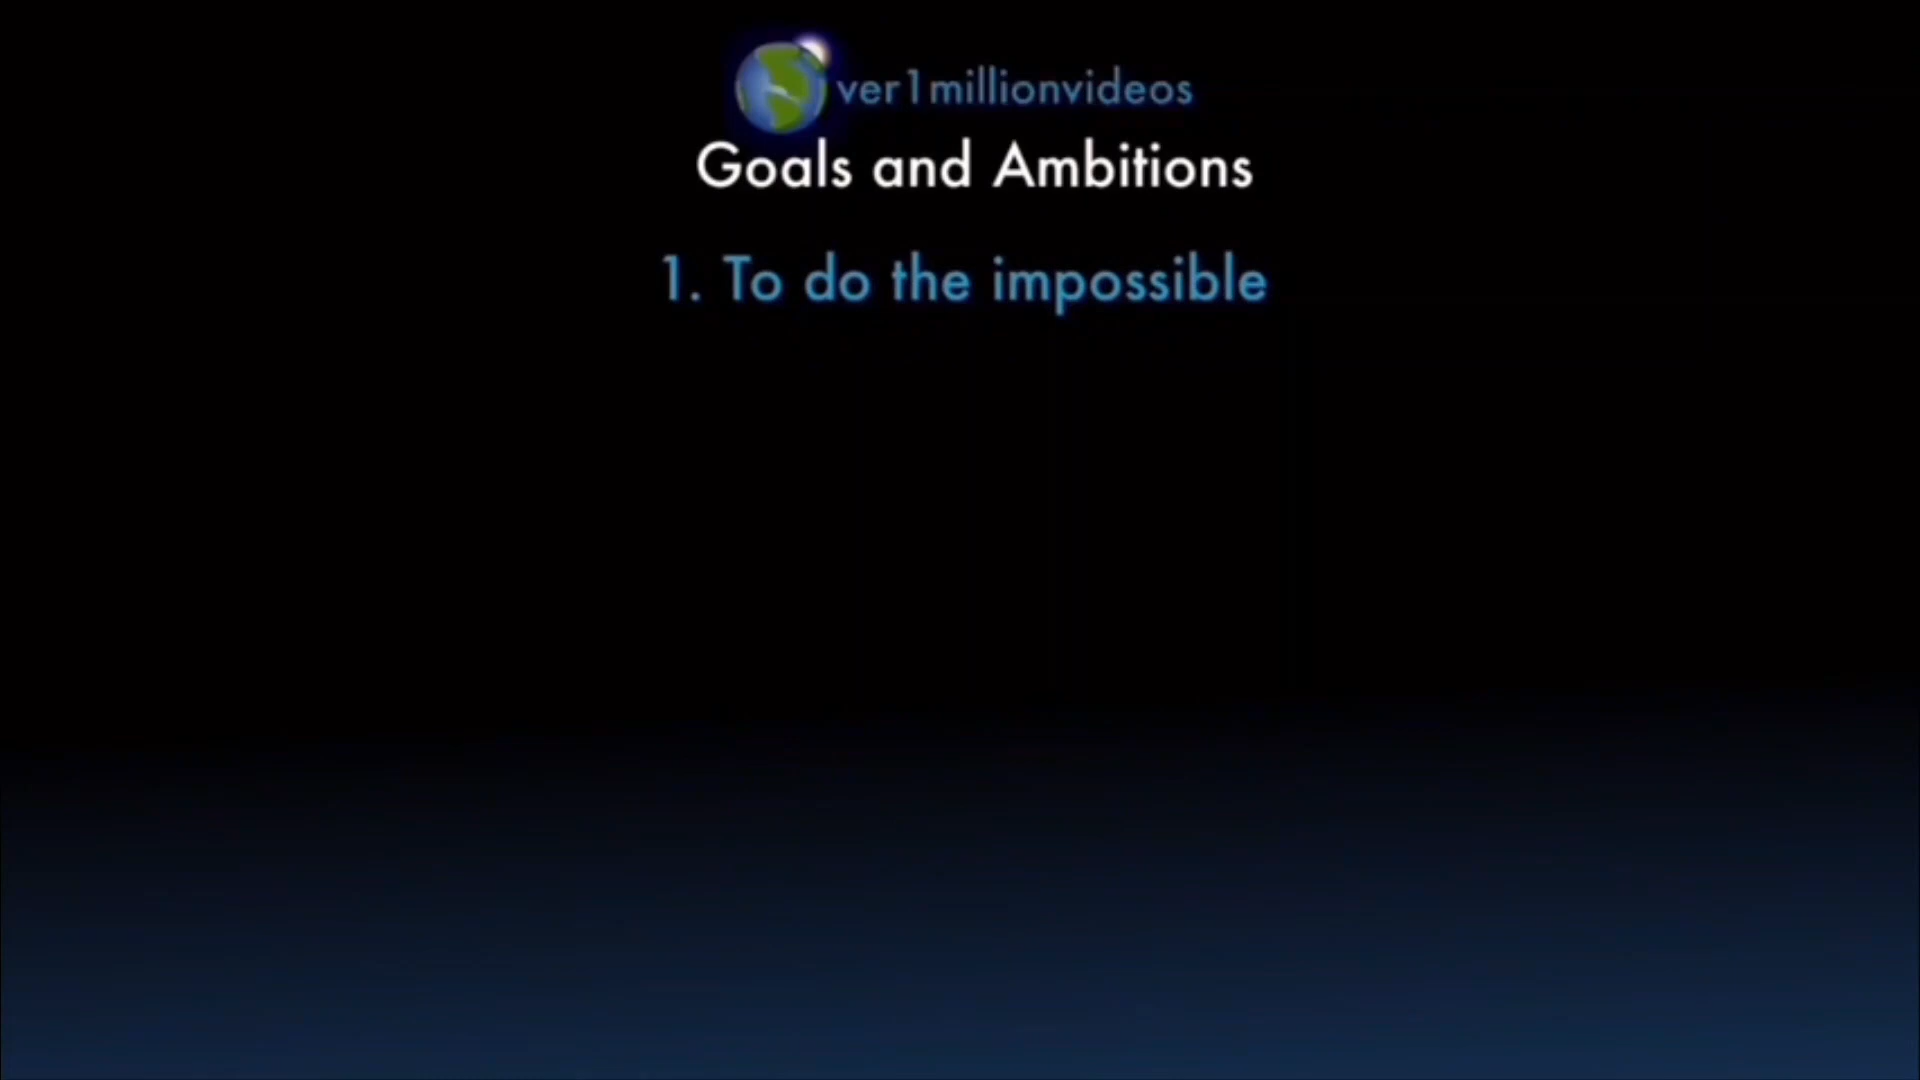 ver1millionvideos
Goals and Ambitions
1. To do the impossible